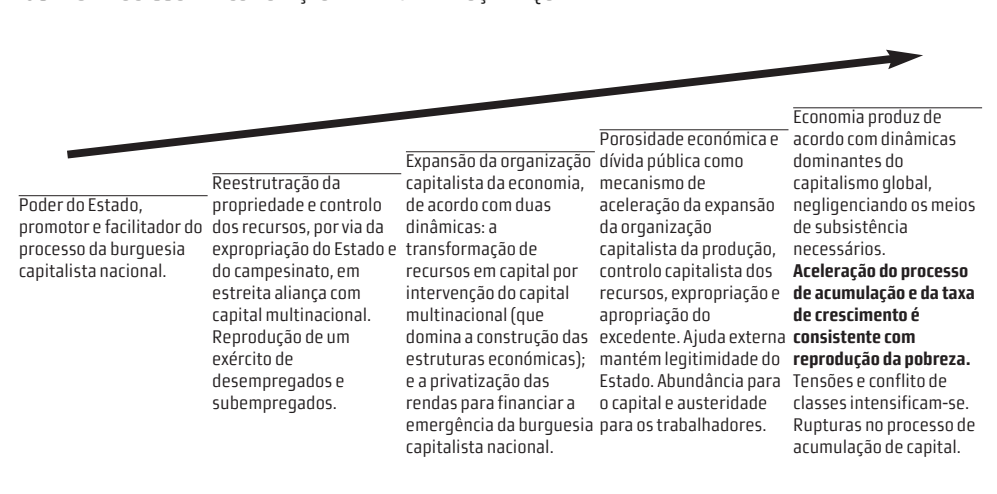 Poder do Estado,
promotor e facilitador do
processo da burguesia
capitalista nacional.
Reestrutração da
propriedade e controlo
dos recursos, por via da
expropriação do Estado e
do campesinato, em
estreita aliança com
capital multinacional.
Reprodução de um
exército de
desempregados e
subempregados.
Expansão da organização
capitalista da economia,
de acordo com duas
dinâmicas: a
transformação de
recursos em capital por
intervenção do capital
multinacional (que
domina a construção das
estruturas económicas);
e a privatização das
rendas para financiar a
emergência da burguesia
capitalista nacional.
Porosidade económica e
dívida pública como
mecanismo de
aceleração da expansão
da organização
capitalista da produção,
controlo capitalista dos
recursos, expropriação e
apropriação do
excedente. Ajuda externa
mantém legitimidade do
Estado. Abundância para
o capital e austeridade
para os trabalhadores.
Economia produz de
acordo com dinâmicas
dominantes do
capitalismo global,
negligenciando os meios
de subsistência
necessários.
Aceleração do processo
de acumulação e da taxa
de crescimento é
consistente com
reprodução da pobreza.
Tensões e conflito de
classes intensificam-se.
Rupturas no processo de
acumulação de capital.